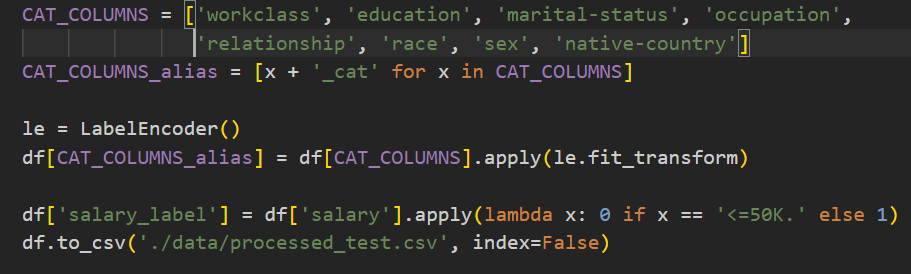 CAT_COLUMNS = ['workclass', 'education', 'marital-status', 'occupation',
'relationship', 'race', 'sex', 'native-country']
CAT_COLUMNS_alias = [x + '_cat' for x in CAT_COLUMNS]
le = LabelEncoder()
df[CAT_COLUMNS_alias] = df[CAT_COLUMNS].apply(le.fit_transform)
df['salary_label'] = df['salary'].apply(lambda x: 0 if x == '<=50K.' else 1)
df.to_csv('./data/processed_test.csv', index=False)